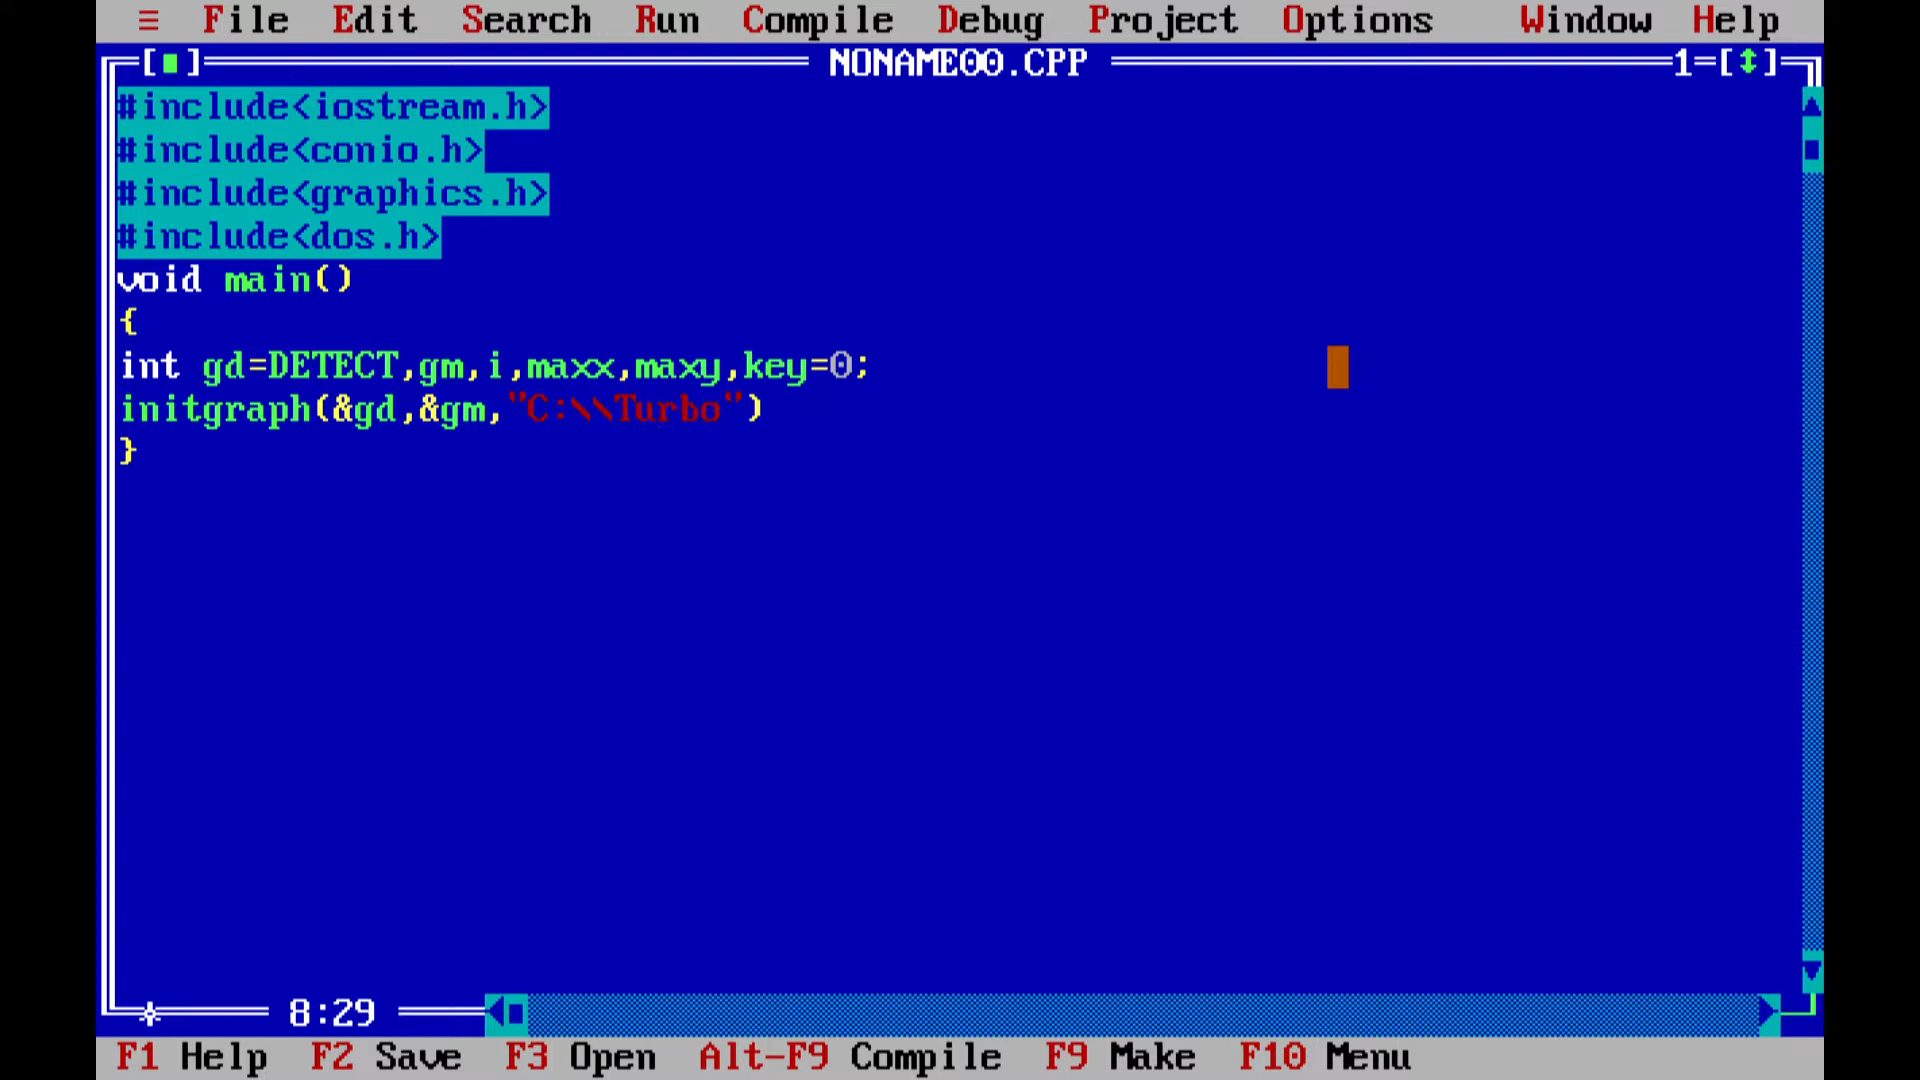 ≡ File Edit Search Run Compile Debug Project Options Window Help
[■] NONAME00.CPP 1=[↕]
#include<iostream.h>
#include<conio.h>
#include<graphics.h>
#include<dos.h>
void main()
{
int gd=DETECT,gm,i,maxx,maxy,key=0;
initgraph(&gd,&gm,"C:\\Turbo")
}
8:29
F1 Help F2 Save F3 Open Alt-F9 Compile F9 Make F10 Menu